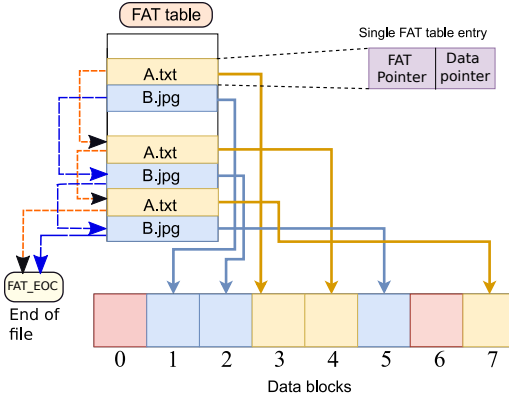 FAT table
Single FAT table entry
FAT
Pointer
Data
pointer
A.txt
B.jpg
A.txt
B.jpg
A.txt
B.jpg
FAT_EOC
End of
file
0 1 2 3 4 5 6 7
Data blocks